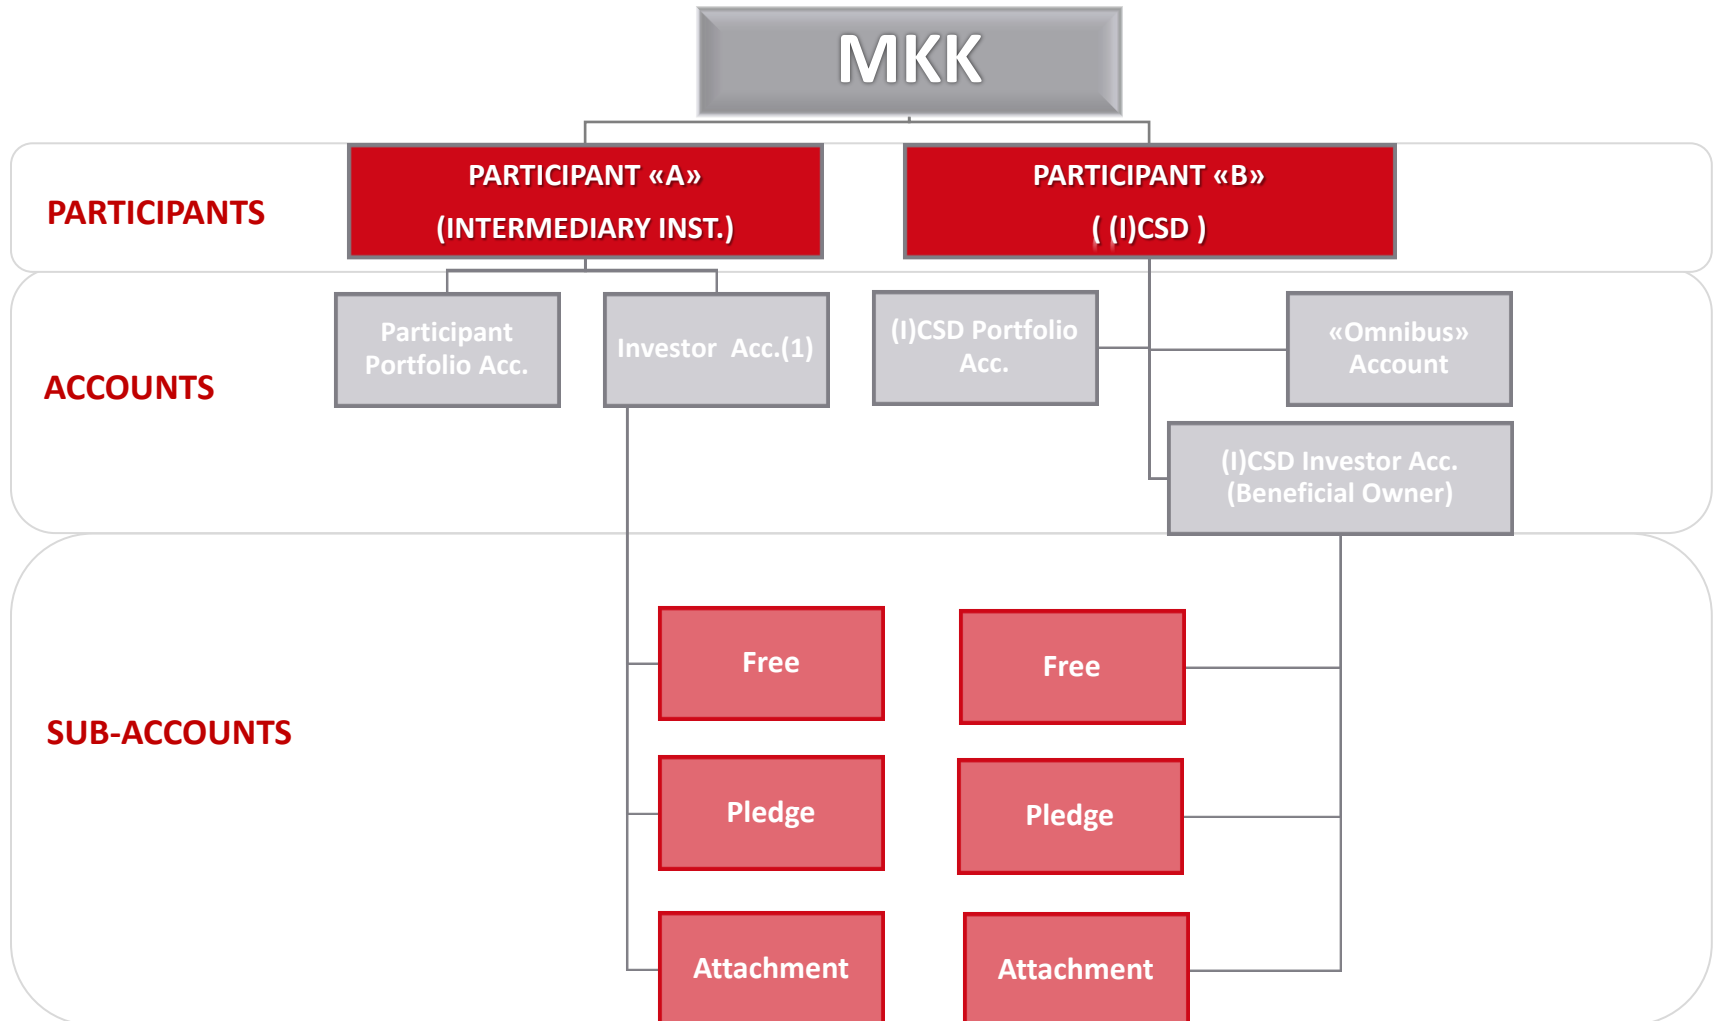 MKK
PARTICIPANTS
PARTICIPANT «A»
(INTERMEDIARY INST.)
PARTICIPANT «B»
( (I)CSD )
ACCOUNTS
Participant
Portfolio Acc.
Investor Acc.(1)
(I)CSD Portfolio
Acc.
«Omnibus»
Account
(I)CSD Investor Acc.
(Beneficial Owner)
SUB-ACCOUNTS
Free
Free
Pledge
Pledge
Attachment
Attachment